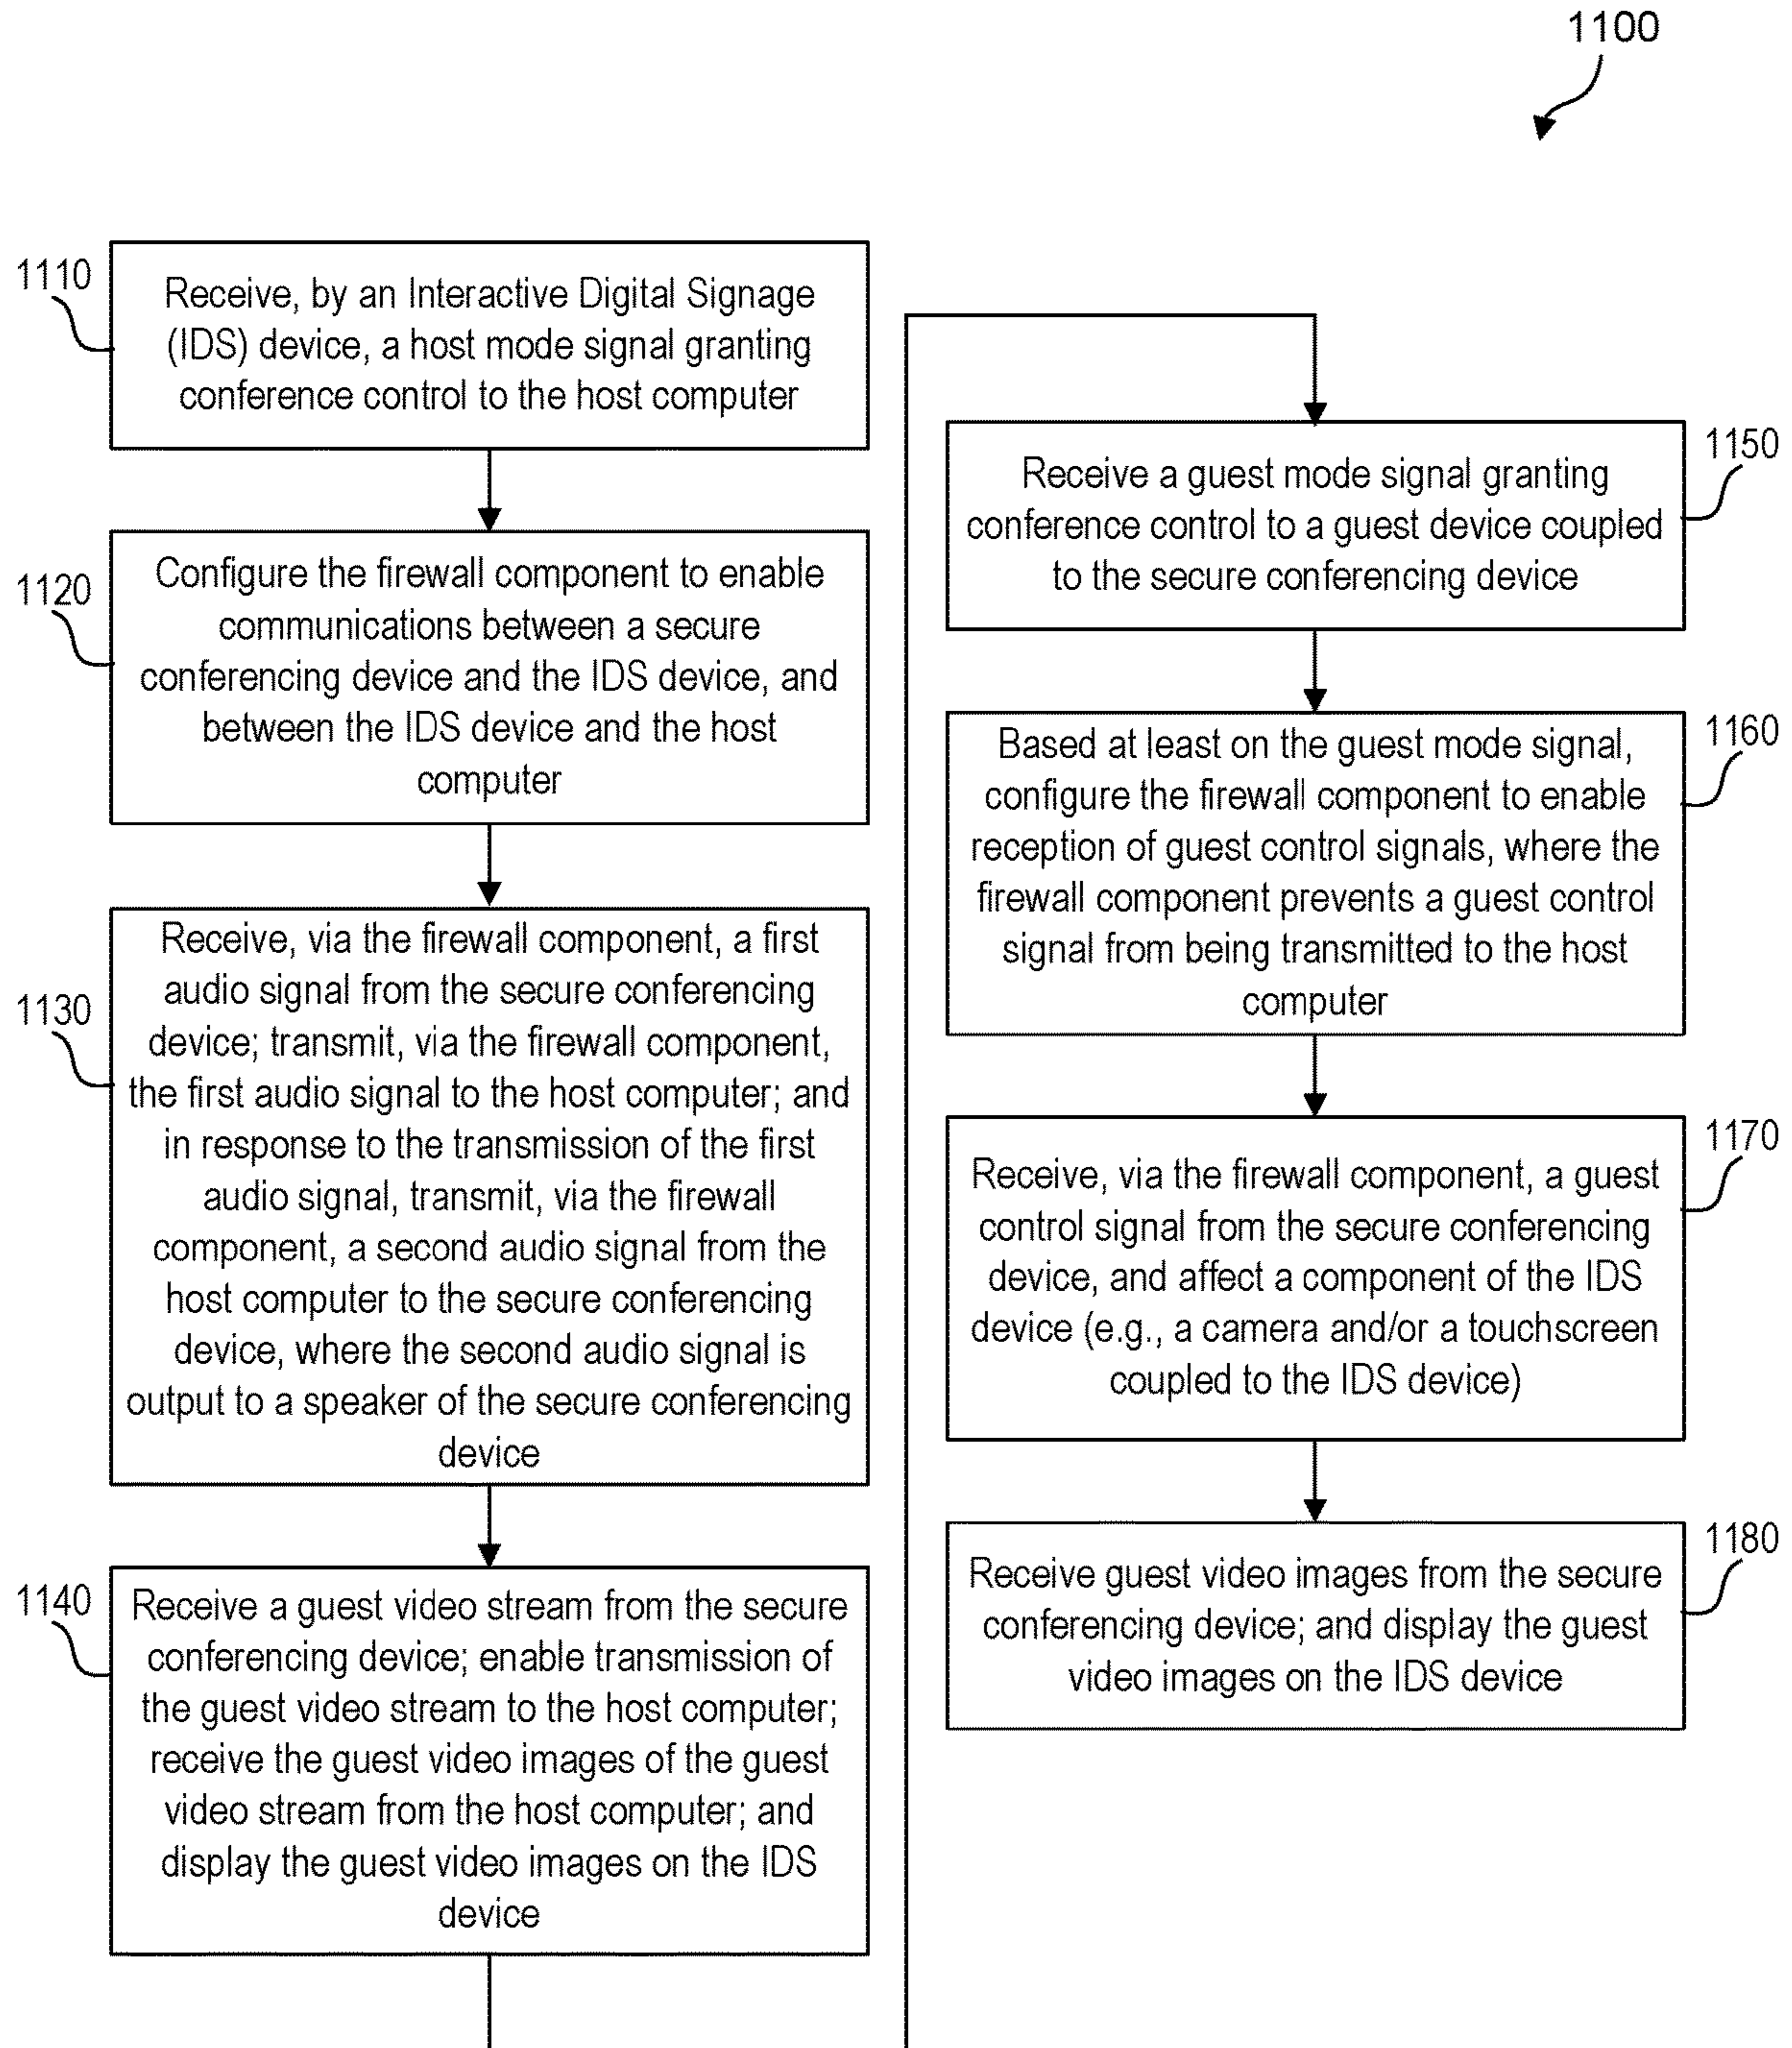 1100
1110
Receive, by an Interactive Digital Signage
(IDS) device, a host mode signal granting
conference control to the host computer
1120
Configure the firewall component to enable
communications between a secure
conferencing device and the IDS device, and
between the IDS device and the host
computer
1130
Receive, via the firewall component, a first
audio signal from the secure conferencing
device; transmit, via the firewall component,
the first audio signal to the host computer; and
in response to the transmission of the first
audio signal, transmit, via the firewall
component, a second audio signal from the
host computer to the secure conferencing
device, where the second audio signal is
output to a speaker of the secure conferencing
device
1140
Receive a guest video stream from the secure
conferencing device; enable transmission of
the guest video stream to the host computer;
receive the guest video images of the guest
video stream from the host computer; and
display the guest video images on the IDS
device
1150
Receive a guest mode signal granting
conference control to a guest device coupled
to the secure conferencing device
1160
Based at least on the guest mode signal,
configure the firewall component to enable
reception of guest control signals, where the
firewall component prevents a guest control
signal from being transmitted to the host
computer
1170
Receive, via the firewall component, a guest
control signal from the secure conferencing
device, and affect a component of the IDS
device (e.g., a camera and/or a touchscreen
coupled to the IDS device)
1180
Receive guest video images from the secure
conferencing device; and display the guest
video images on the IDS device